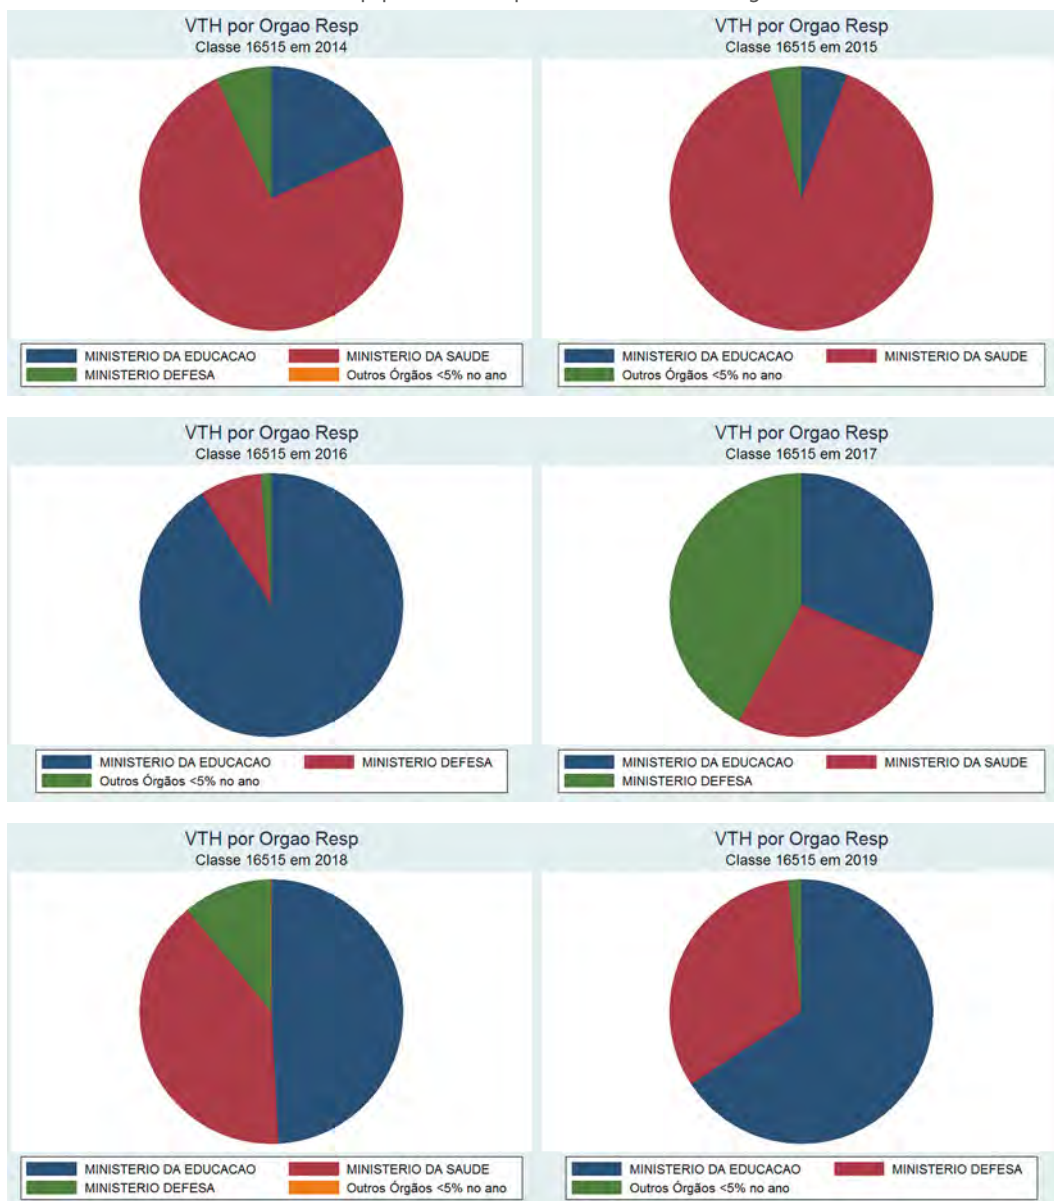 VTH por Orgao Resp
Classe 16515 em 2014
MINISTERIO DA EDUCACAO MINISTERIO DA SAUDE
MINISTERIO DEFESA Outros Órgãos <5% no ano
VTH por Orgao Resp
Classe 16515 em 2015
MINISTERIO DA EDUCACAO MINISTERIO DA SAUDE
Outros Órgãos <5% no ano
VTH por Orgao Resp
Classe 16515 em 2016
MINISTERIO DA EDUCACAO MINISTERIO DEFESA
Outros Órgãos <5% no ano
VTH por Orgao Resp
Classe 16515 em 2017
MINISTERIO DA EDUCACAO MINISTERIO DA SAUDE
MINISTERIO DEFESA
VTH por Orgao Resp
Classe 16515 em 2018
MINISTERIO DA EDUCACAO MINISTERIO DA SAUDE
MINISTERIO DEFESA Outros Órgãos <5% no ano
VTH por Orgao Resp
Classe 16515 em 2019
MINISTERIO DA EDUCACAO MINISTERIO DEFESA
Outros Órgãos <5% no ano